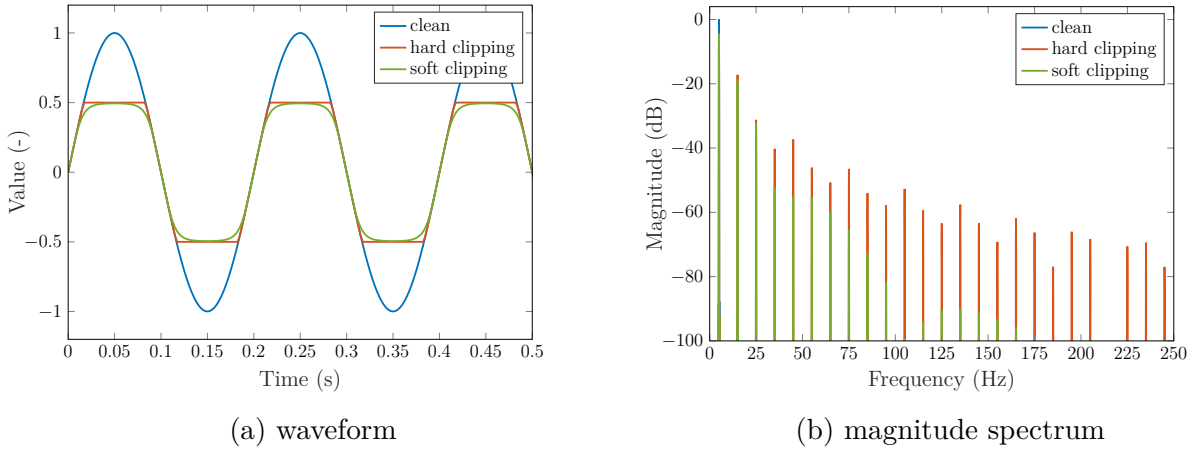 clean
hard clipping
soft clipping
1
0.5
0
−0.5
−1
Value (-)
0 0.05 0.1 0.15 0.2 0.25 0.3 0.35 0.4 0.45 0.5
Time (s)
(a) waveform
clean
hard clipping
soft clipping
0
−20
−40
−60
−80
−100
Magnitude (dB)
0 25 50 75 100 125 150 175 200 225 250
Frequency (Hz)
(b) magnitude spectrum